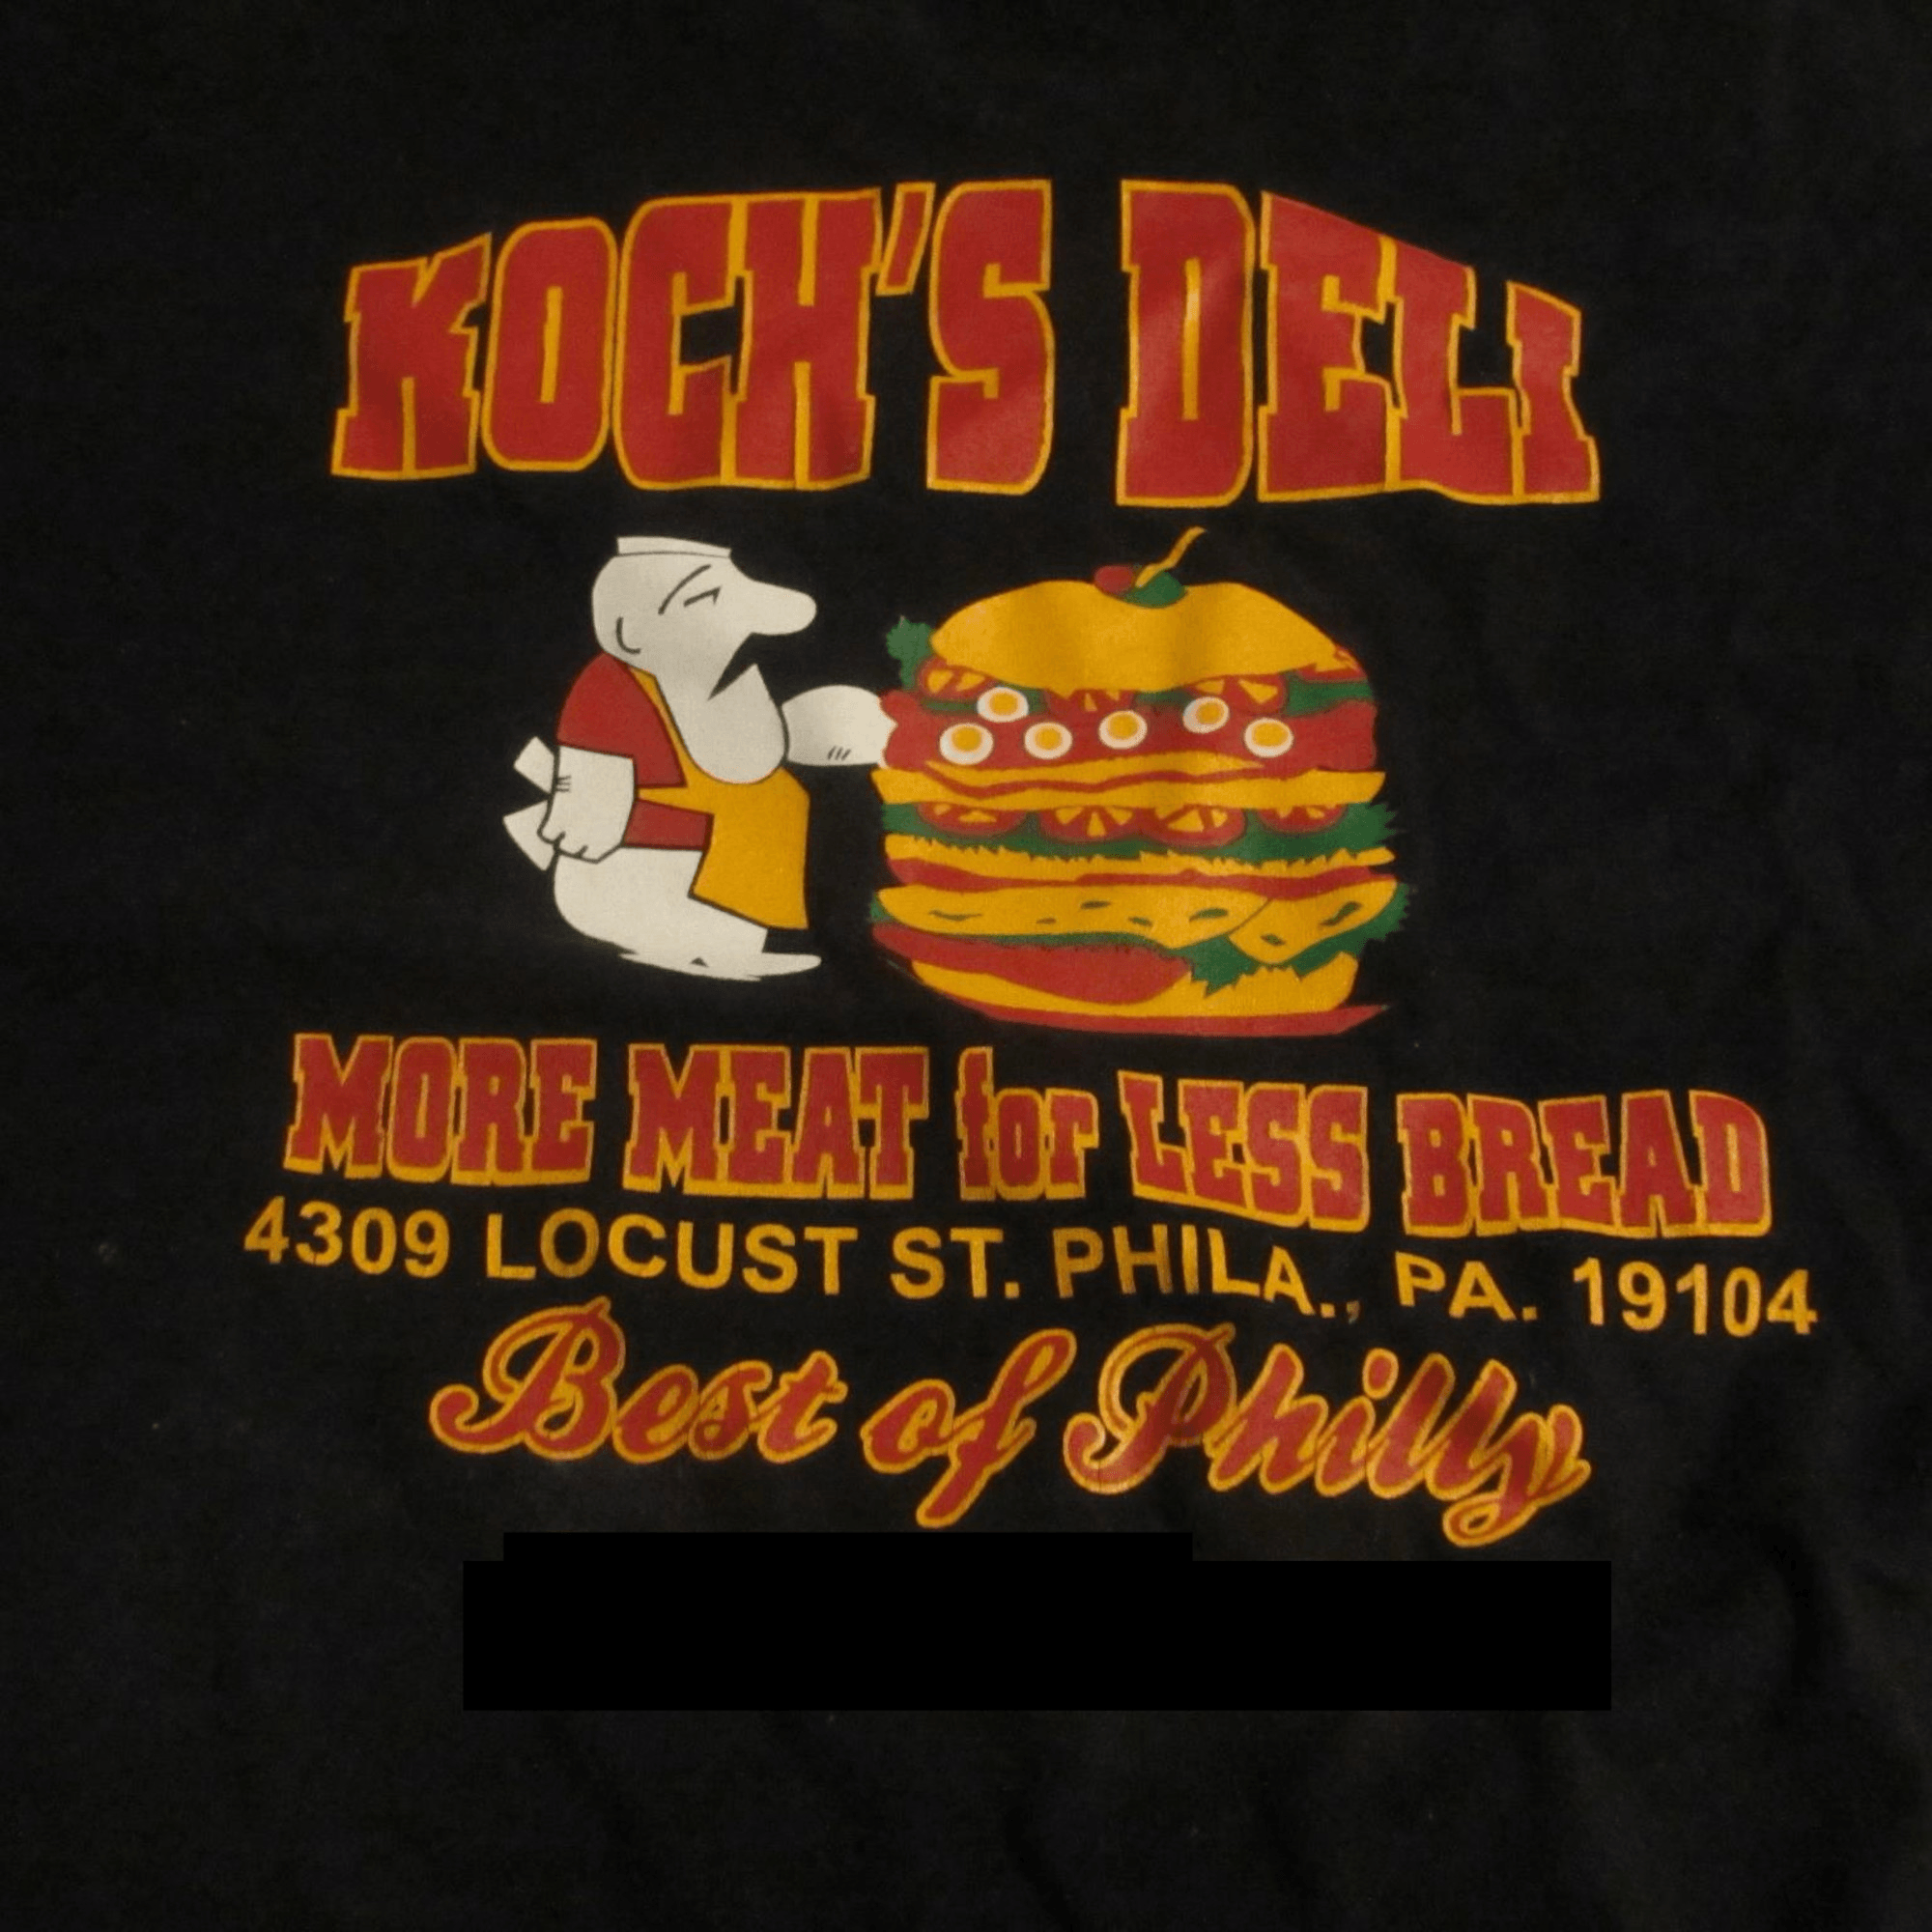 KOCH'S DELI
MORE MEAT for LESS BREAD
4309 LOCUST ST. PHILA., PA. 19104
Best of Philly